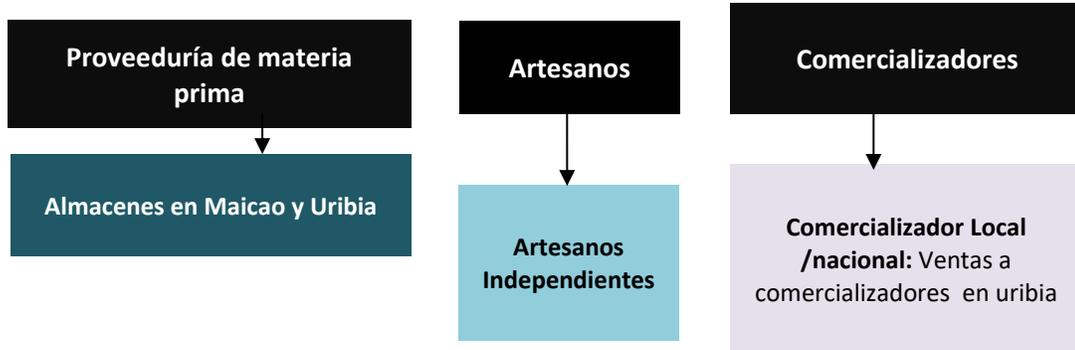 Proveeduría de materia
prima
Almacenes en Maicao y Uribia
Artesanos
Artesanos
Independientes
Comercializadores
Comercializador Local
/nacional: Ventas a
comercializadores  en uribia